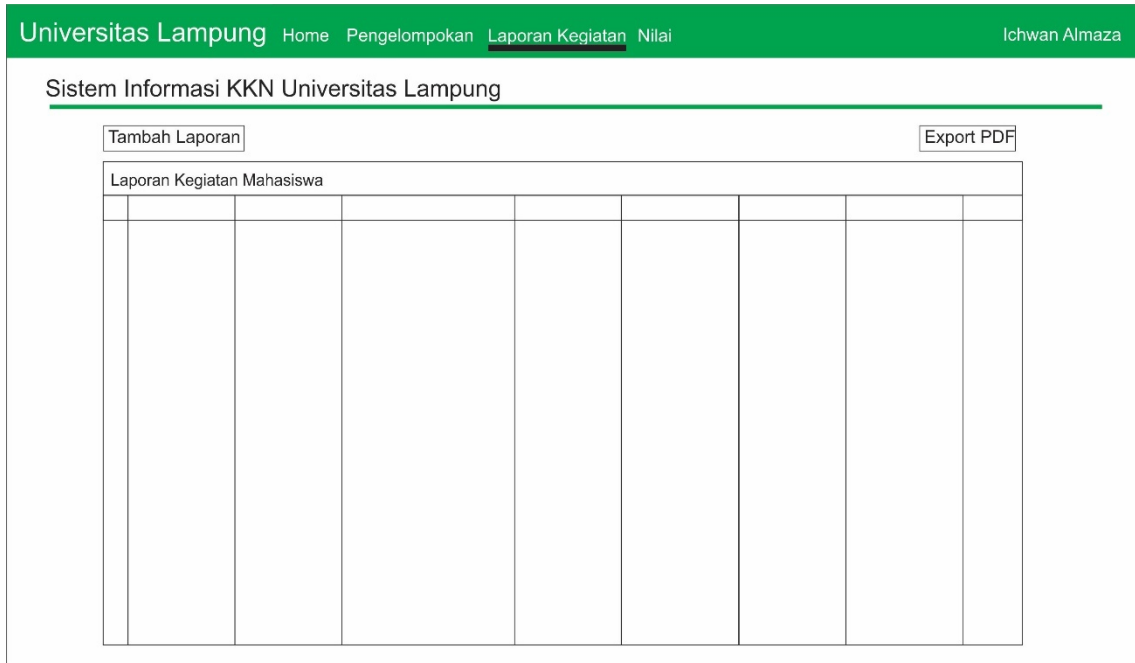 Universitas Lampung Home Pengelompokan Laporan Kegiatan Nilai Ichwan Almaza
Sistem Informasi KKN Universitas Lampung
Tambah Laporan Export PDF
Laporan Kegiatan Mahasiswa